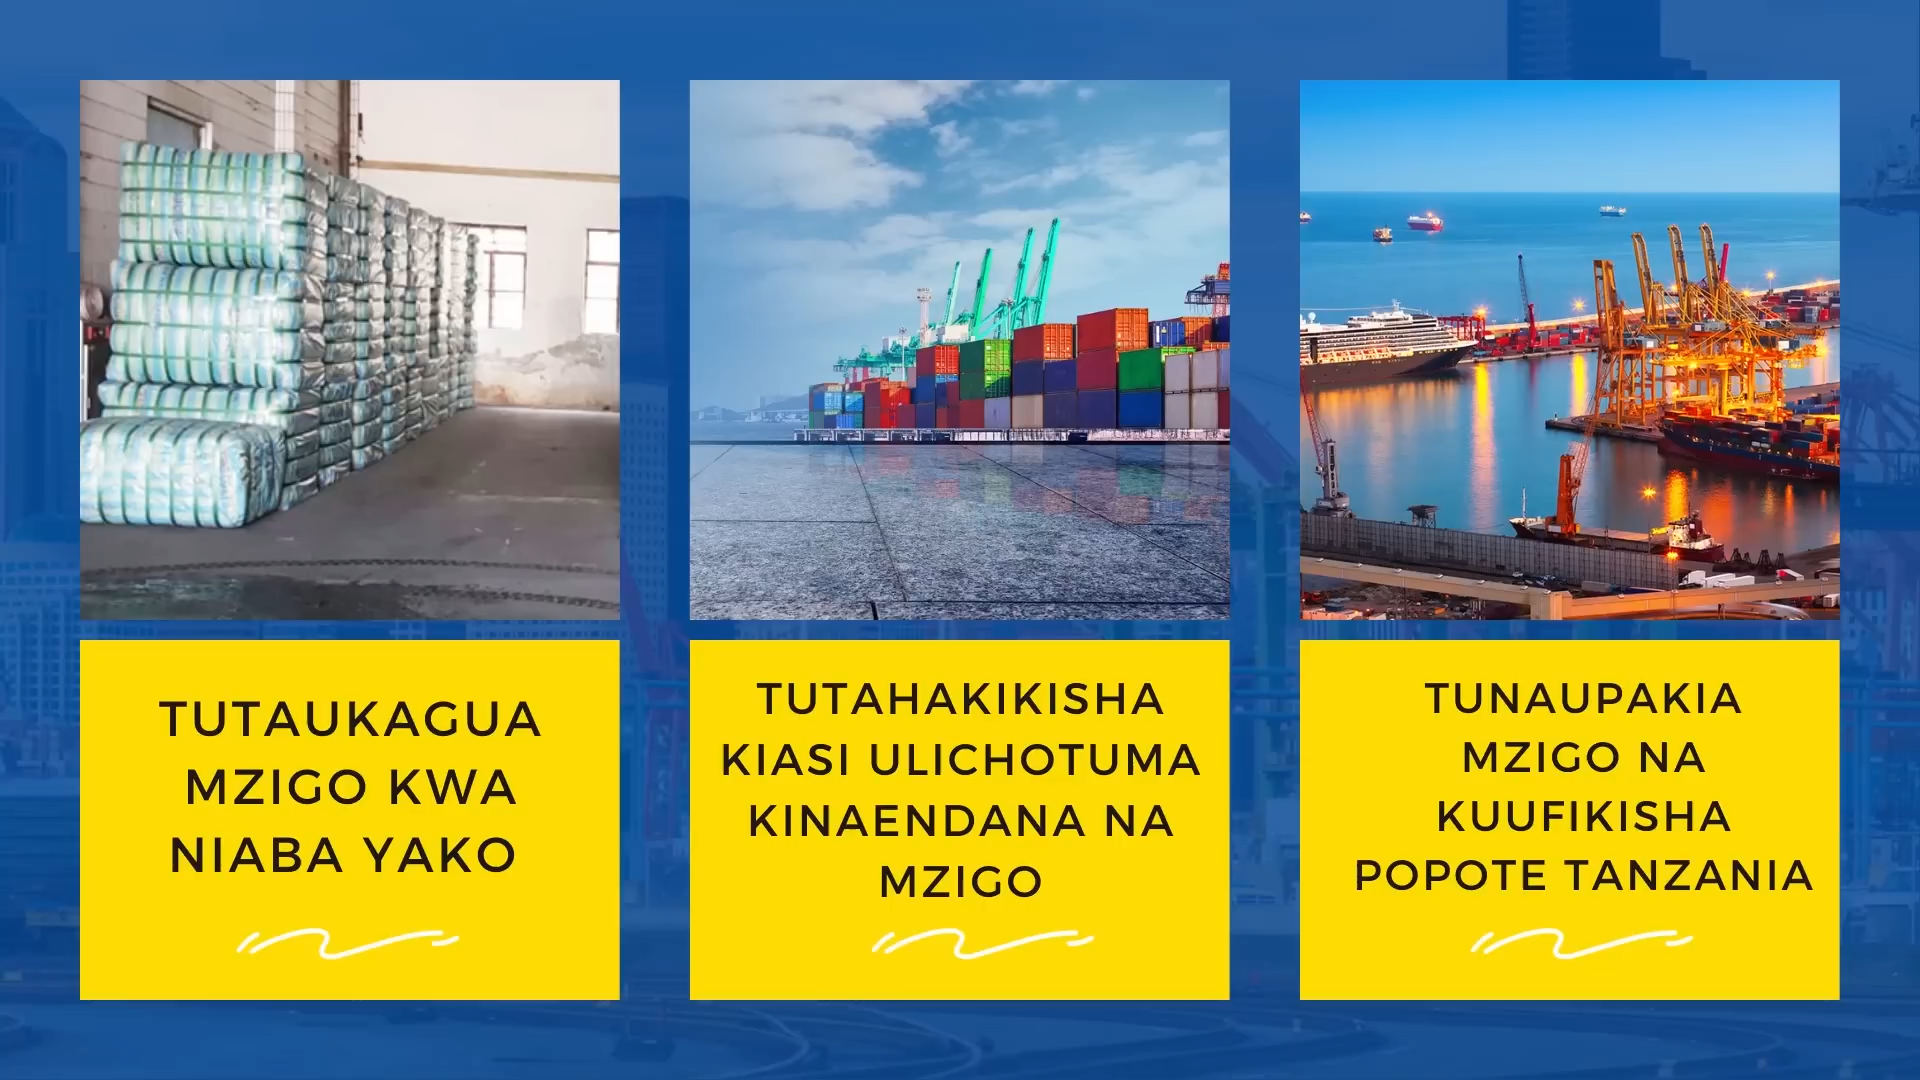 TUTAUKAGUA
MZIGO KWA
NIABA YAKO
TUTAHAKIKISHA
KIASI ULICHOTUMA
KINAENDANA NA
MZIGO
TUNAUPAKIA
MZIGO NA
KUUFIKISHA
POPOTE TANZANIA